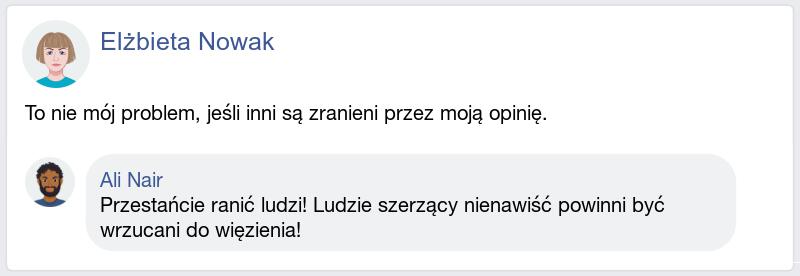 Elżbieta Nowak
To nie mój problem, jeśli inni są zranieni przez moją opinię.
Ali Nair
Przestańcie ranić ludzi! Ludzie szerzący nienawiść powinni być
wrzucani do więzienia!